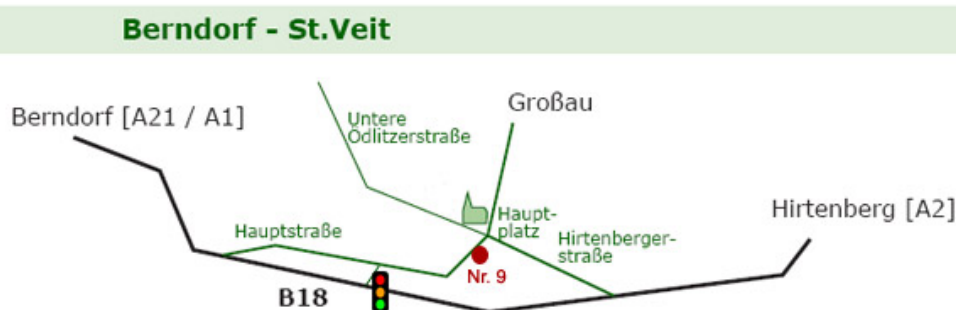 Berndorf - St.Veit
Berndorf [A21 / A1]
Untere
Ödlitzerstraße
Großau
Hauptstraße
Haupt-
platz
Hirtenberger-
straße
Hirtenberg [A2]
Nr. 9
B18